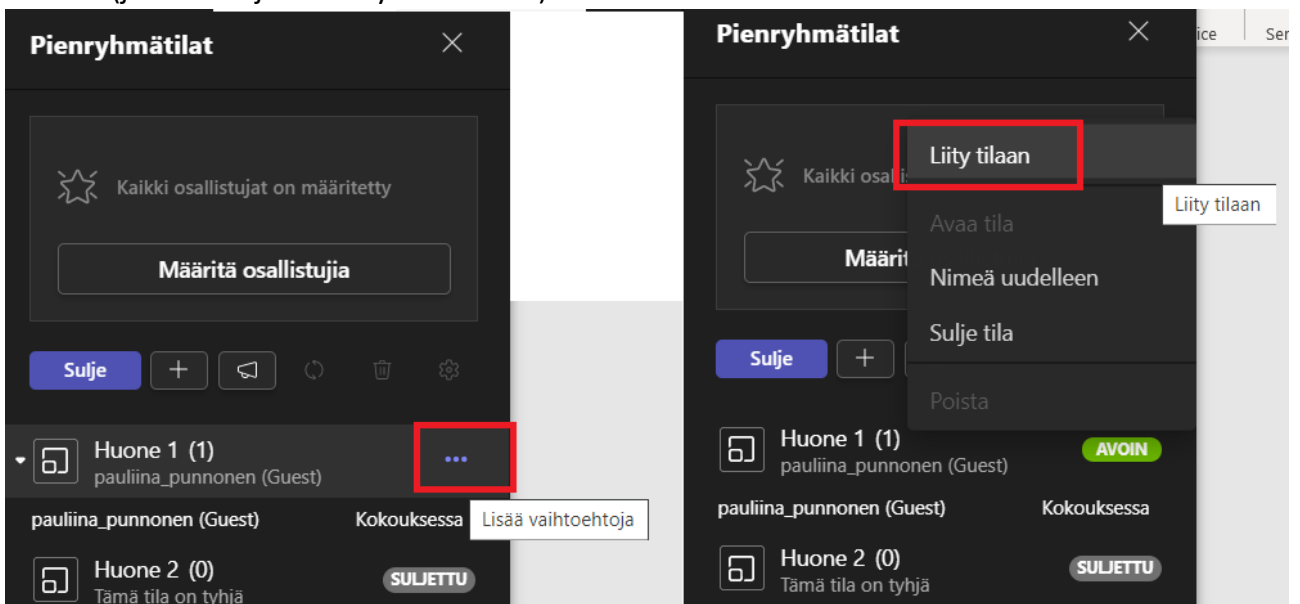 Pienryhmätilat
Kaikki osallistujat on määritetty
Määritä osallistujia
Sulje
Huone 1 (1)
pauliina_punnonen (Guest)
Lisää vaihtoehtoja
pauliina_punnonen (Guest) Kokouksessa
Huone 2 (0) SULJETTU
Tämä tila on tyhjä
Pienryhmätilat
ice Ser
Liity tilaan
Kaikki osal
Liity tilaan
Avaa tila
Määrit
Nimeä uudelleen
Sulje tila
Sulje
Poista
Huone 1 (1) AVOIN
pauliina_punnonen (Guest)
pauliina_punnonen (Guest) Kokouksessa
Huone 2 (0) SULJETTU
Tämä tila on tyhjä